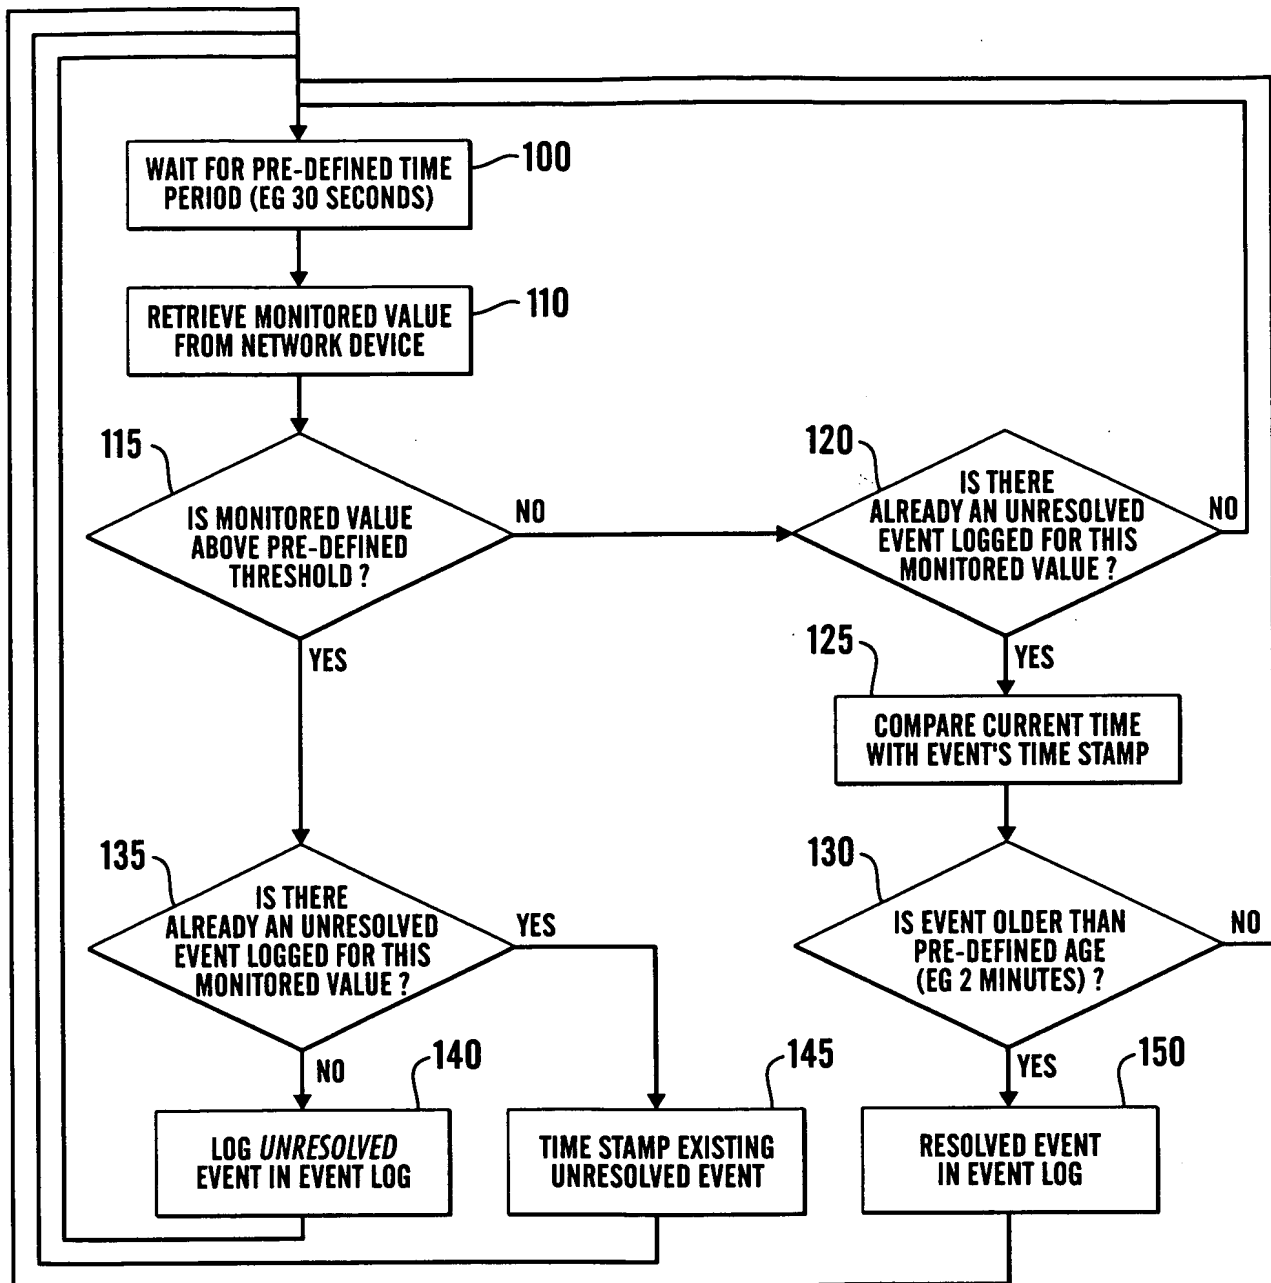 WAIT FOR PRE-DEFINED TIME
PERIOD (EG 30 SECONDS)
100
RETRIEVE MONITORED VALUE
FROM NETWORK DEVICE
110
115
IS MONITORED VALUE
ABOVE PRE-DEFINED
THRESHOLD ?
NO
YES
120
IS THERE
ALREADY AN UNRESOLVED
EVENT LOGGED FOR THIS
MONITORED VALUE ?
NO
YES
125
COMPARE CURRENT TIME
WITH EVENT'S TIME STAMP
135
IS THERE
ALREADY AN UNRESOLVED
EVENT LOGGED FOR THIS
MONITORED VALUE ?
YES
NO
130
IS EVENT OLDER THAN
PRE-DEFINED AGE
(EG 2 MINUTES) ?
NO
YES
140
LOG UNRESOLVED
EVENT IN EVENT LOG
145
TIME STAMP EXISTING
UNRESOLVED EVENT
150
RESOLVED EVENT
IN EVENT LOG